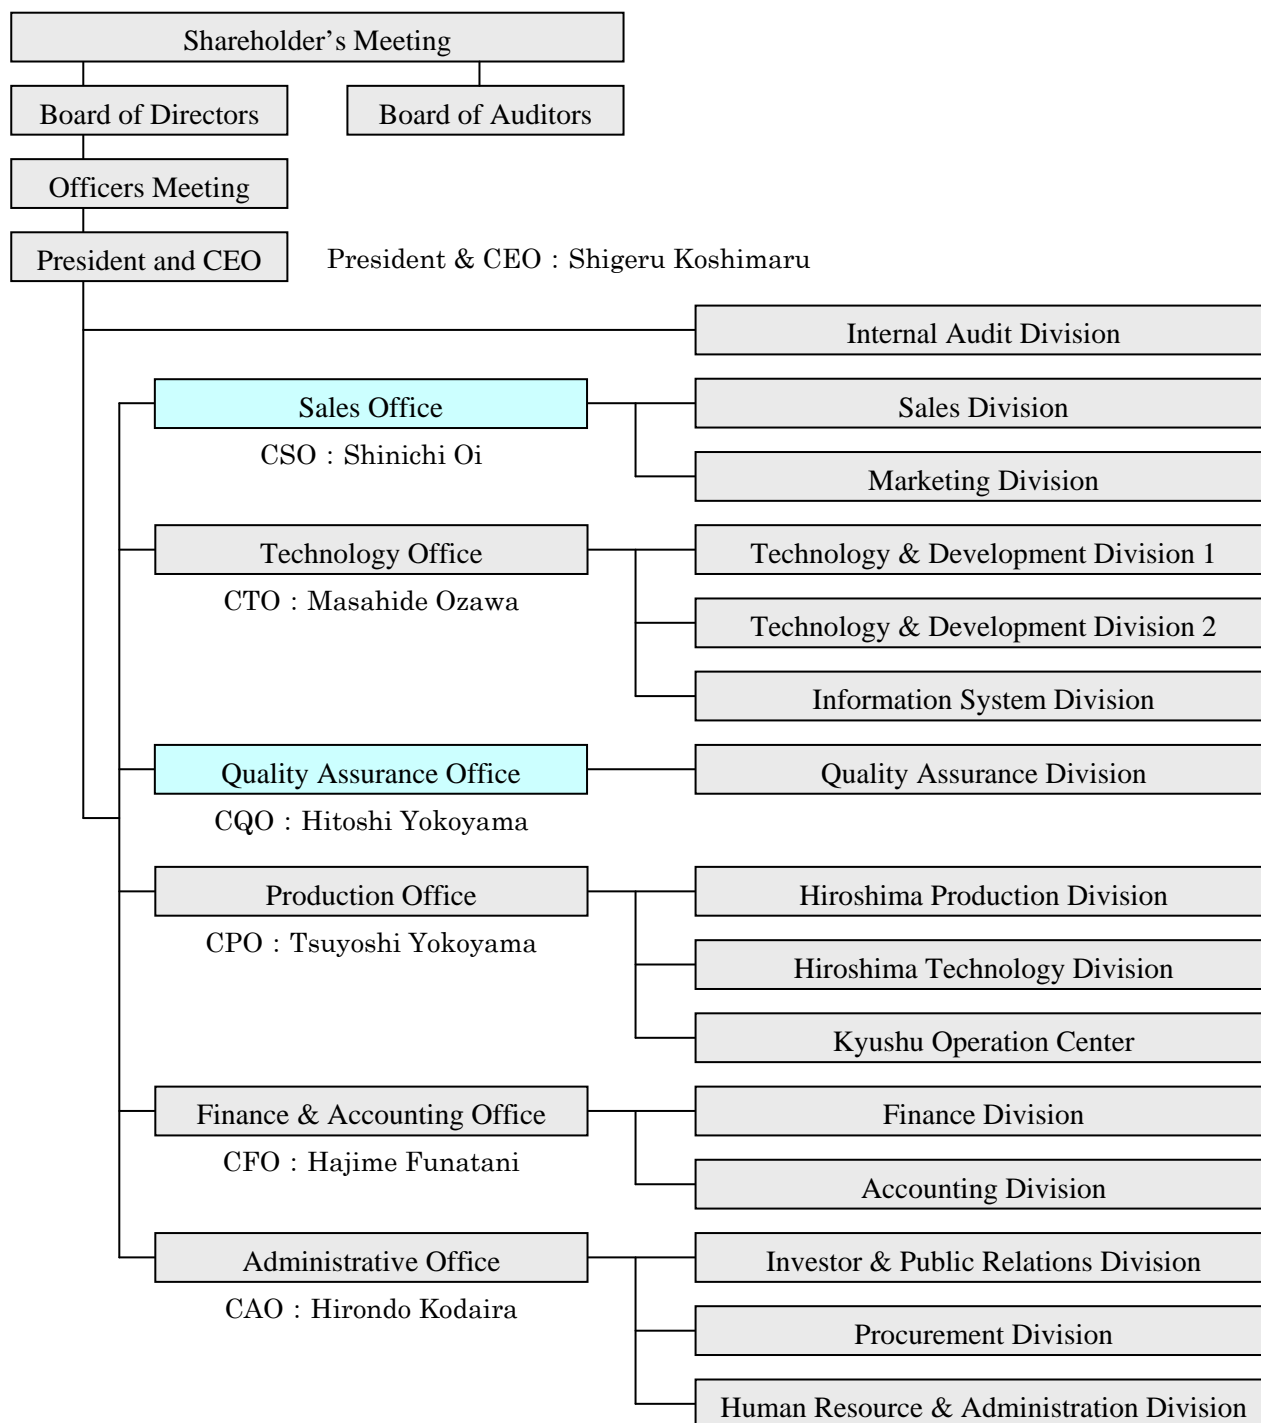 Shareholder’s Meeting
Board of Directors
Board of Auditors
Officers Meeting
President and CEO
President & CEO : Shigeru Koshimaru
Internal Audit Division
Sales Office
CSO : Shinichi Oi
Sales Division
Marketing Division
Technology Office
CTO : Masahide Ozawa
Technology & Development Division 1
Technology & Development Division 2
Information System Division
Quality Assurance Office
CQO : Hitoshi Yokoyama
Quality Assurance Division
Production Office
CPO : Tsuyoshi Yokoyama
Hiroshima Production Division
Hiroshima Technology Division
Kyushu Operation Center
Finance & Accounting Office
CFO : Hajime Funatani
Finance Division
Accounting Division
Administrative Office
CAO : Hirondo Kodaira
Investor & Public Relations Division
Procurement Division
Human Resource & Administration Division